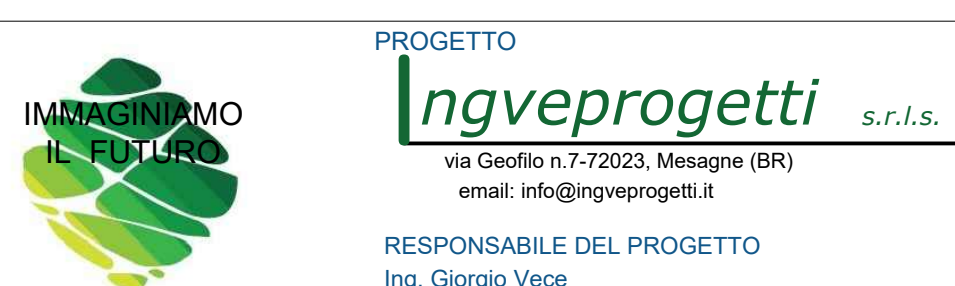 IMMAGINIAMO
IL FUTURO
PROGETTO
Ingveprogetti s.r.l.s.
via Geofilo n.7-72023, Mesagne (BR)
email: info@ingveprogetti.it
RESPONSABILE DEL PROGETTO
Ing. Giorgio Vece